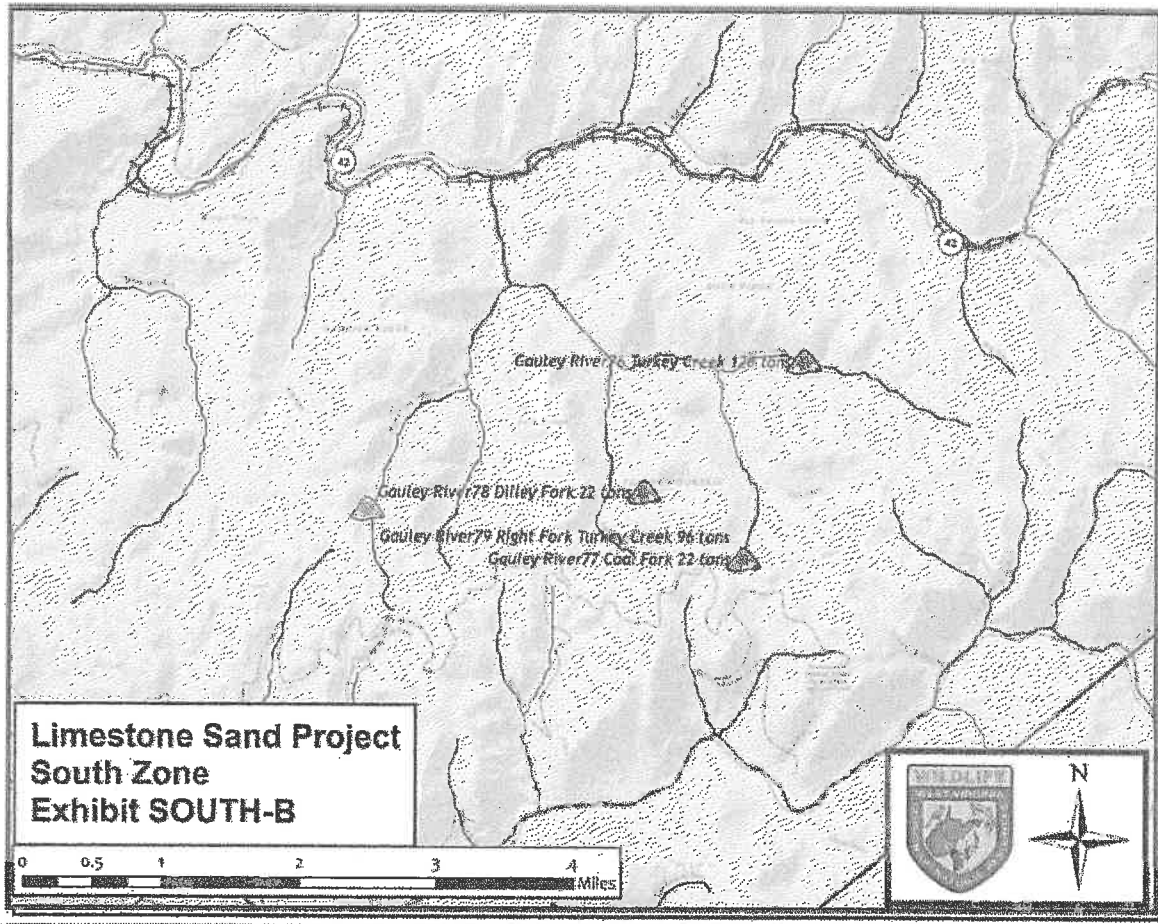 42
42
Gauley River76 Turkey Creek 126 tons
Gauley River78 Dilley Fork 22 tons
Gauley River79 Right Fork Turkey Creek 96 tons
Gauley River77 Coal Fork 22 tons
Limestone Sand Project
South Zone
Exhibit SOUTH-B
0 0.5 1 2 3 4
Miles
WILDLIFE
N